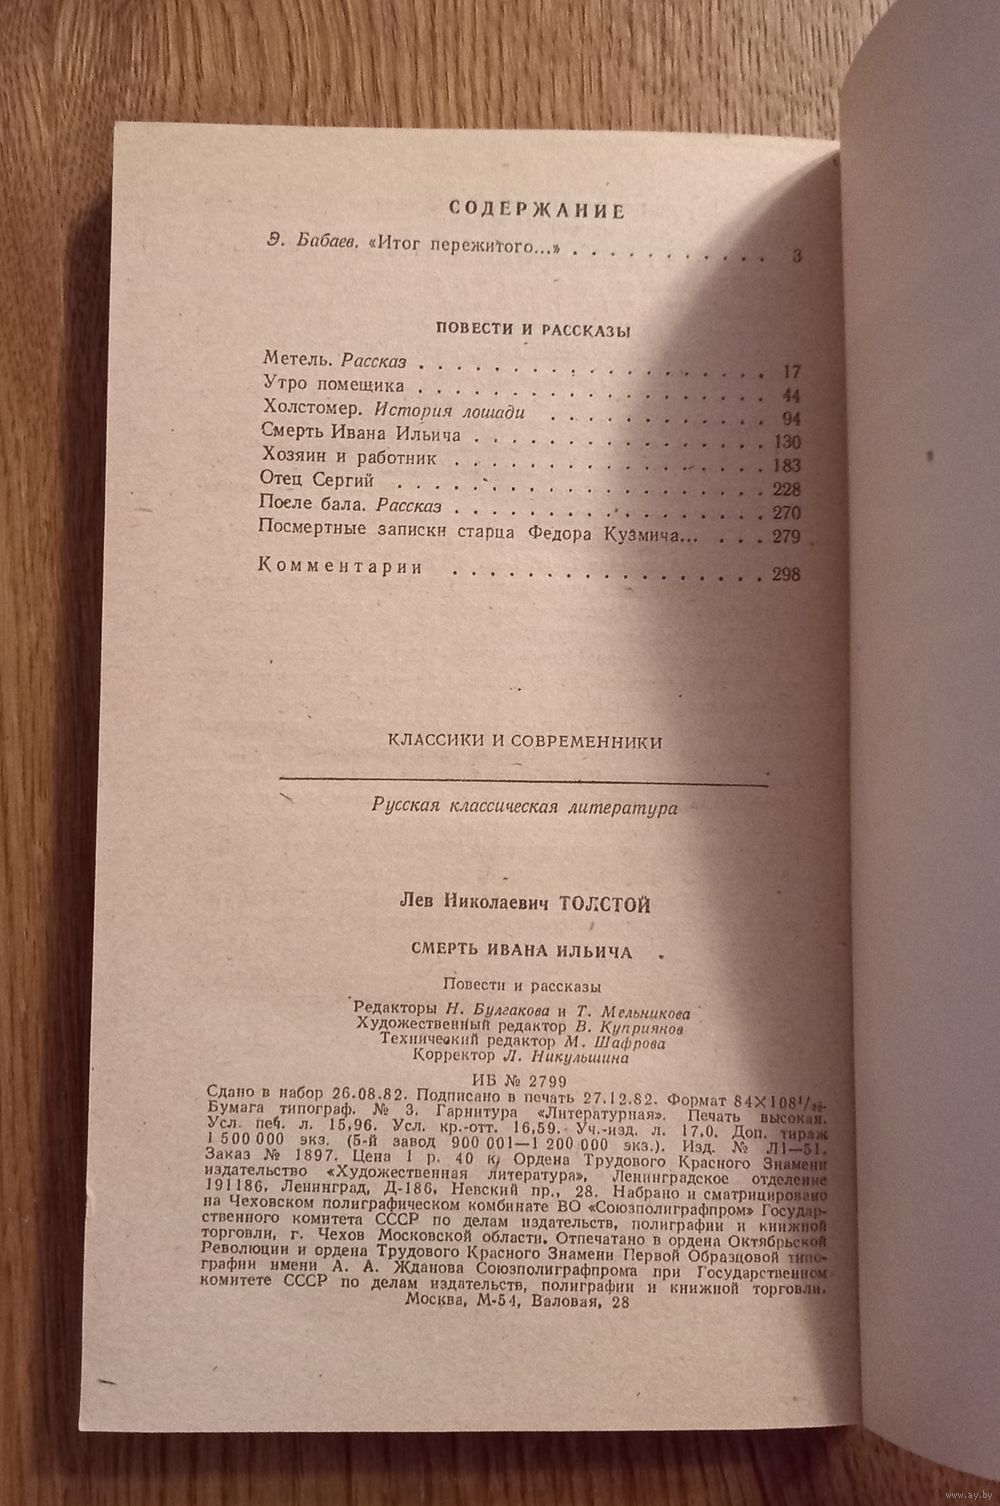 СОДЕРЖАНИЕ
Э. Бабаев. «Итог пережитого...» . . . . . . . . . . . 3
ПОВЕСТИ И РАССКАЗЫ
Метель. Рассказ . . . . . . . . . . . . . . . . . . . 17
Утро помещика . . . . . . . . . . . . . . . . . . . 44
Холстомер. История лошади . . . . . . . . . . . . 94
Смерть Ивана Ильича . . . . . . . . . . . . . . . . 130
Хозяин и работник . . . . . . . . . . . . . . . . . 183
Отец Сергий . . . . . . . . . . . . . . . . . . . . 228
После бала. Рассказ . . . . . . . . . . . . . . . . . 270
Посмертные записки старца Федора Кузмича... . . . 279
Комментарии . . . . . . . . . . . . . . . . . 298
КЛАССИКИ И СОВРЕМЕННИКИ
Русская классическая литература
Лев Николаевич ТОЛСТОЙ
СМЕРТЬ ИВАНА ИЛЬИЧА
Повести и рассказы
Редакторы Н. Булгакова и Т. Мельникова
Художественный редактор В. Куприянов
Технический редактор М. Шафрова
Корректор Л. Никульшина
ИБ № 2799
Сдано в набор 26.08.82. Подписано в печать 27.12.82. Формат 84×108¹/₃₂.
Бумага типограф. № 3. Гарнитура «Литературная». Печать высокая.
Усл. печ. л. 15,96. Усл. кр.-отт. 16,59. Уч.-изд. л. 17,0. Доп. тираж
1 500 000 экз. (5-й завод 900 001—1 200 000 экз.). Изд. № Л1—51.
Заказ № 1897. Цена 1 р. 40 к. Ордена Трудового Красного Знамени
издательство «Художественная литература», Ленинградское отделение
191186, Ленинград, Д-186, Невский пр., 28. Набрано и сматрицировано
на Чеховском полиграфическом комбинате ВО «Союзполиграфпром» Государ-
ственного комитета СССР по делам издательств, полиграфии и книжной
торговли, г. Чехов Московской области. Отпечатано в ордена Октябрьской
Революции и ордена Трудового Красного Знамени Первой Образцовой типо-
графии имени А. А. Жданова Союзполиграфпрома при Государственном
комитете СССР по делам издательств, полиграфии и книжной торговли.
Москва, М-54, Валовая, 28
www.ay.by